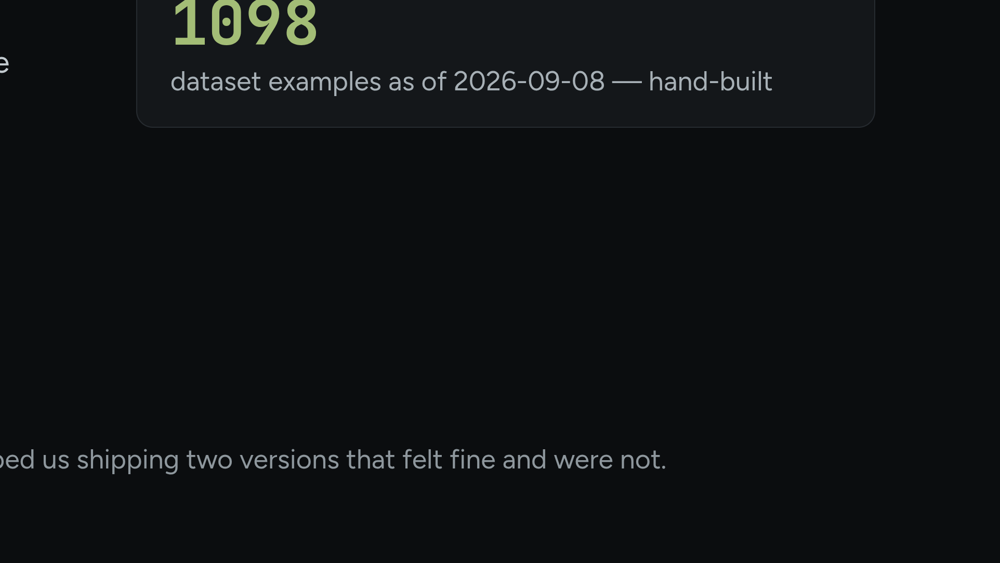 1098
e
dataset examples as of 2026-09-08 — hand-built
us shipping two versions that felt fine and were not.